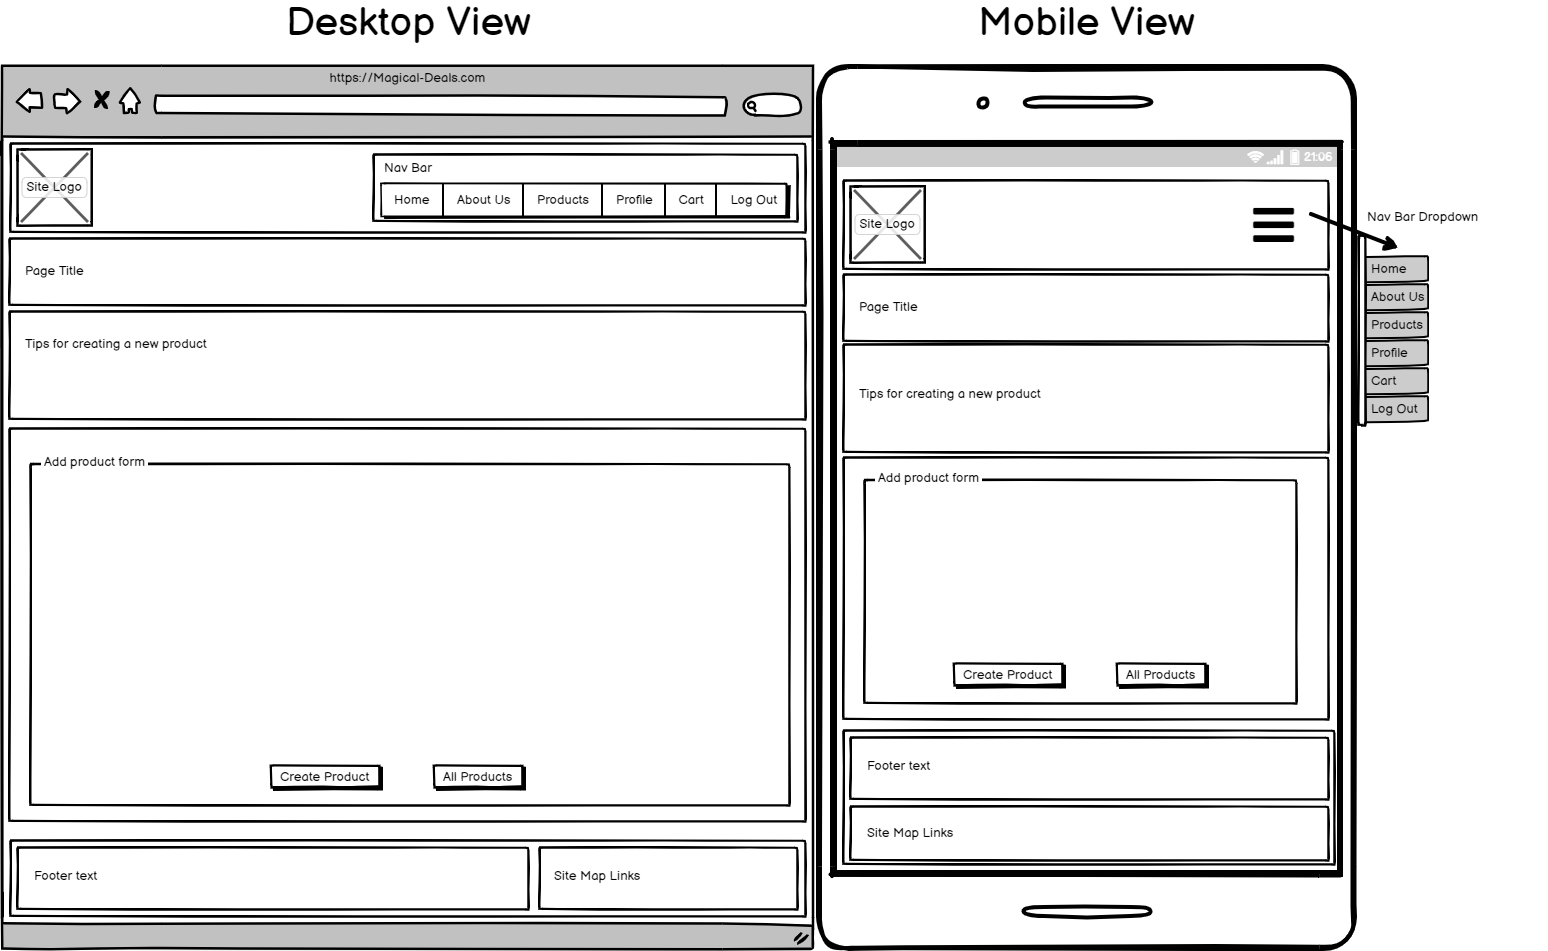 Desktop View
https://Magical-Deals.com
Site Logo
Nav Bar
Home About Us Products Profile Cart Log Out
Page Title
Tips for creating a new product
Add product form
Create Product All Products
Footer text Site Map Links
Mobile View
21:06
Site Logo
Nav Bar Dropdown
Home
About Us
Products
Profile
Cart
Log Out
Page Title
Tips for creating a new product
Add product form
Create Product All Products
Footer text
Site Map Links